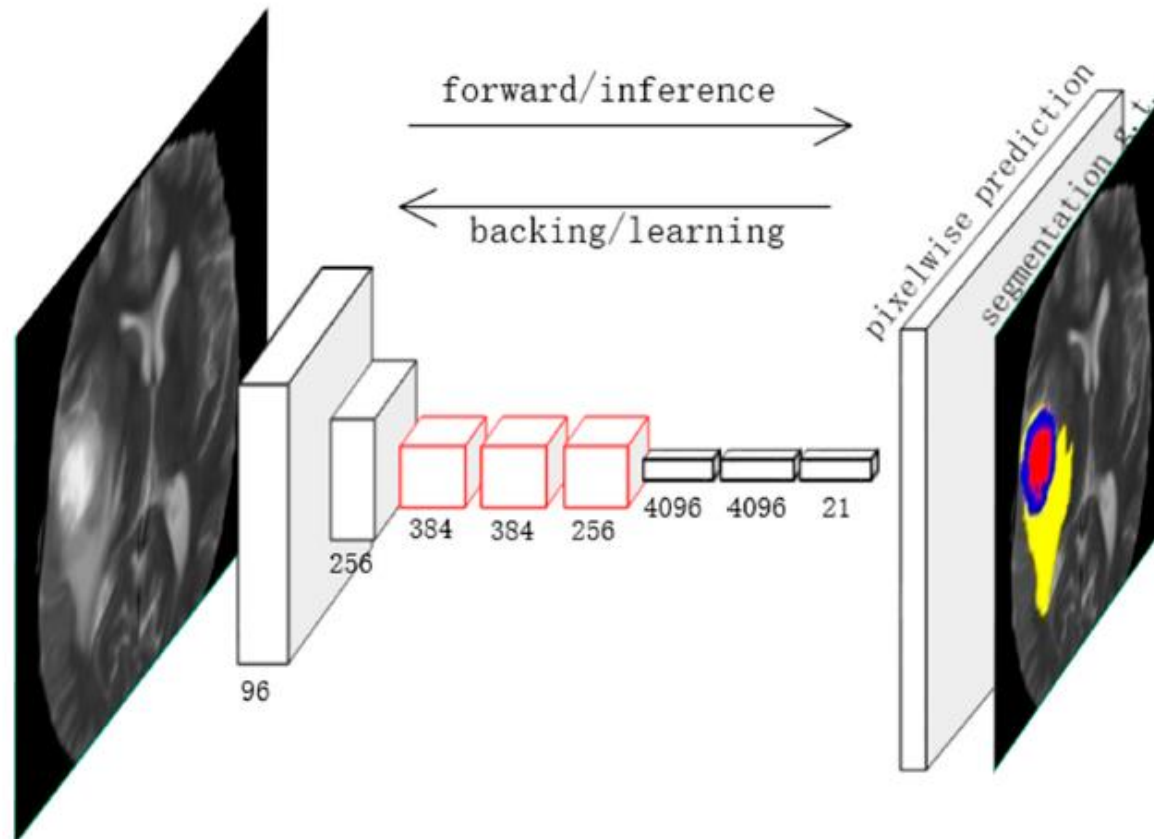 forward/inference
backing/learning
pixelwise prediction
segmentation g.t.
96
256
384
384
256
4096
4096
21